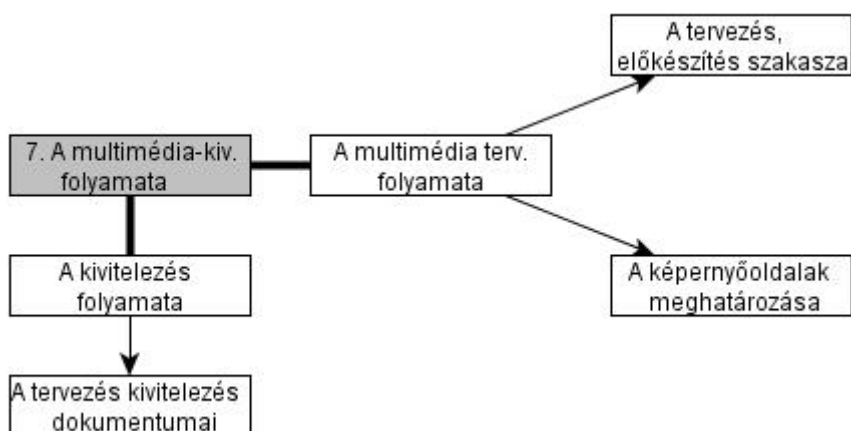 A tervezés,
előkészítés szakasza
7. A multimédia-kiv.
folyamata
A multimédia terv.
folyamata
A kivitelezés
folyamata
A képernyőoldalak
meghatározása
A tervezés kivitelezés
dokumentumai